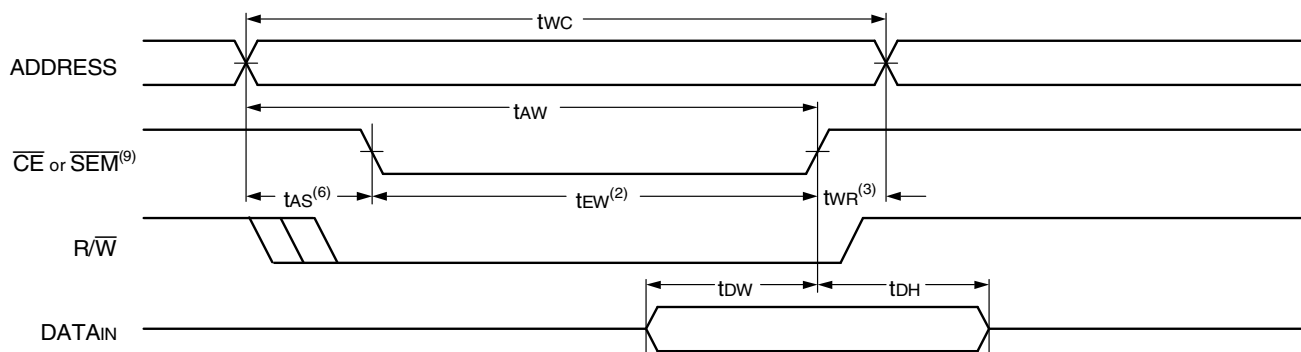 tWC
ADDRESS
tAW
CE or SEM(9)
tAS(6) tEW(2) tWR(3)
R/W
tDW tDH
DATAIN